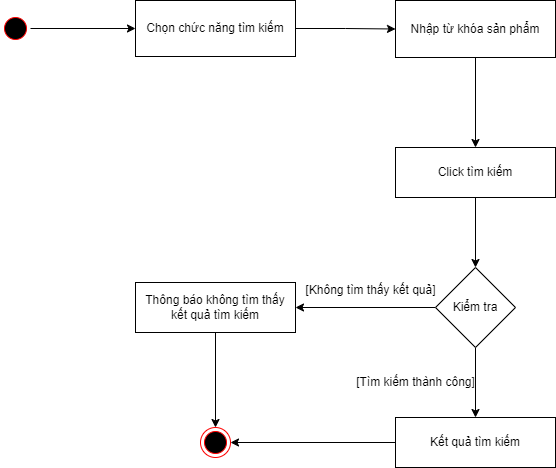 Chọn chức năng tìm kiếm
Nhập từ khóa sản phẩm
Click tìm kiếm
Kiểm tra
[Không tìm thấy kết quả]
Thông báo không tìm thấy
kết quả tìm kiếm
[Tìm kiếm thành công]
Kết quả tìm kiếm